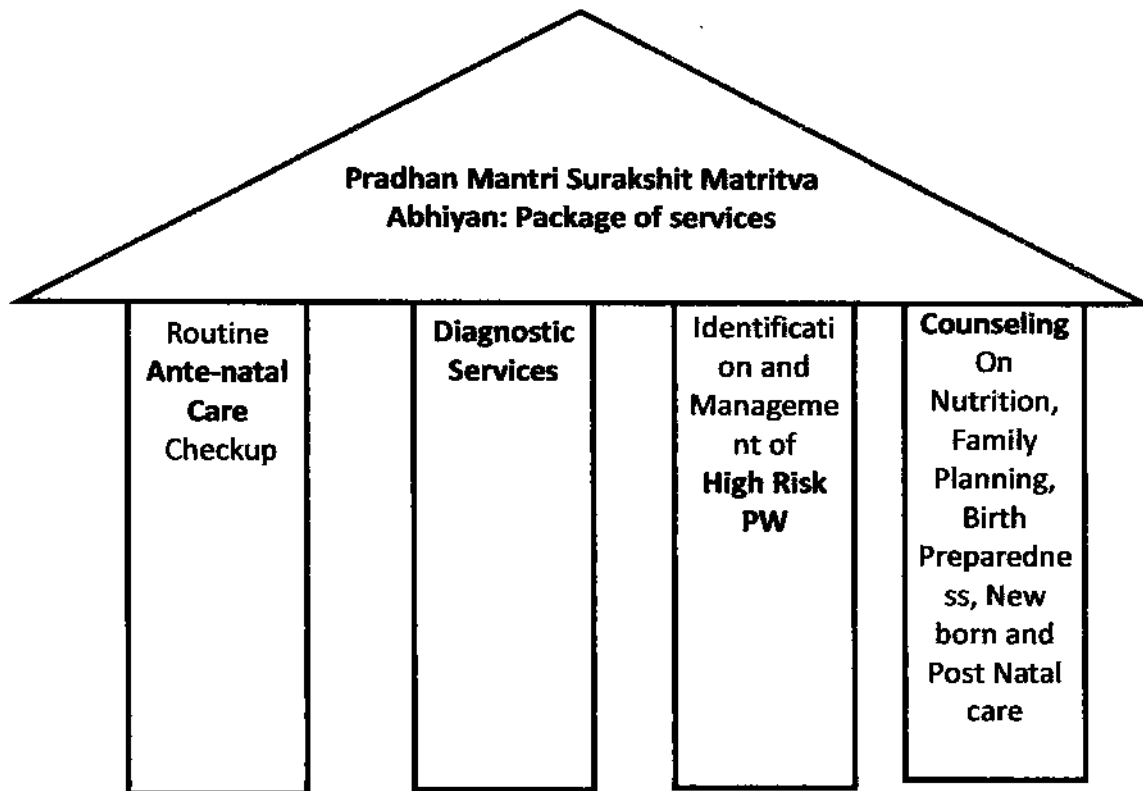 Pradhan Mantri Surakshit Matritva
Abhiyan: Package of services
Routine
Ante-natal
Care
Checkup
Diagnostic
Services
Identificati
on and
Manageme
nt of
High Risk
PW
Counseling
On
Nutrition,
Family
Planning,
Birth
Preparedne
ss, New
born and
Post Natal
care